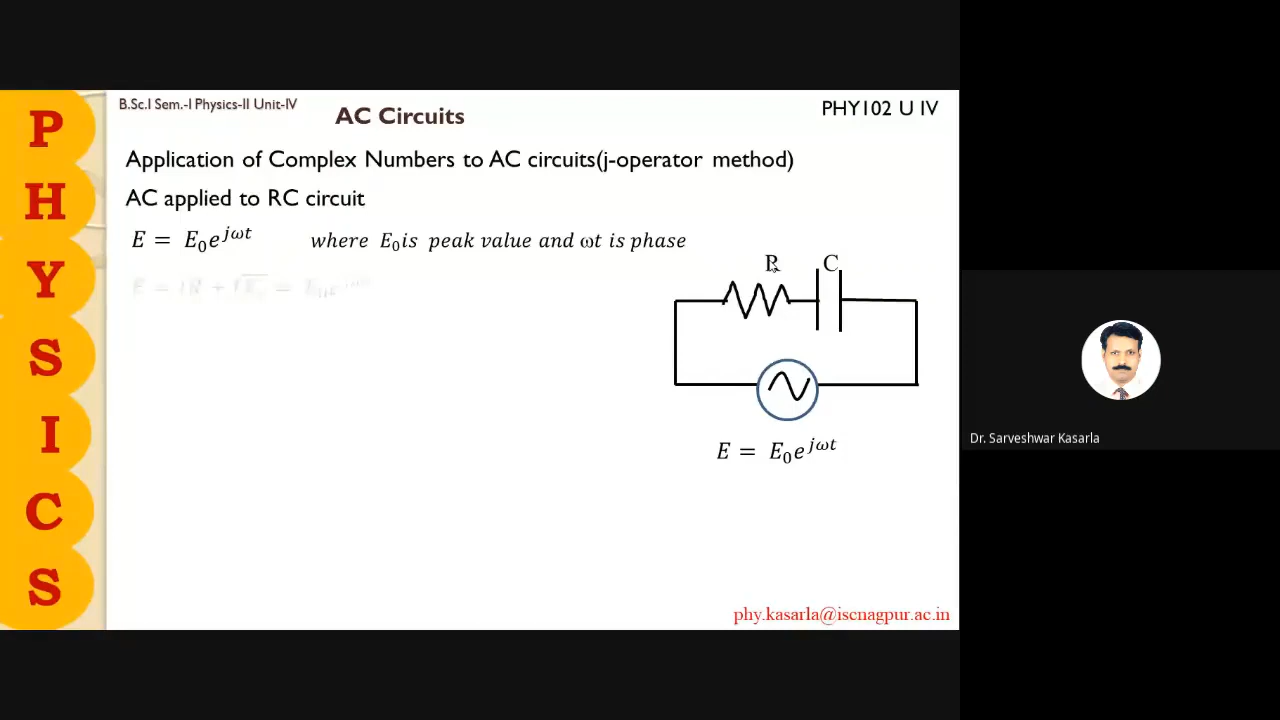 P
H
Y
S
I
C
S
B.Sc.I Sem.-I Physics-II Unit-IV
AC Circuits
PHY102 U IV
Application of Complex Numbers to AC circuits(j-operator method)
AC applied to RC circuit
E = E₀e^{jωt} where E₀is peak value and ωt is phase
R C
E = E₀e^{jωt}
phy.kasarla@iscnagpur.ac.in
Dr. Sarveshwar Kasarla